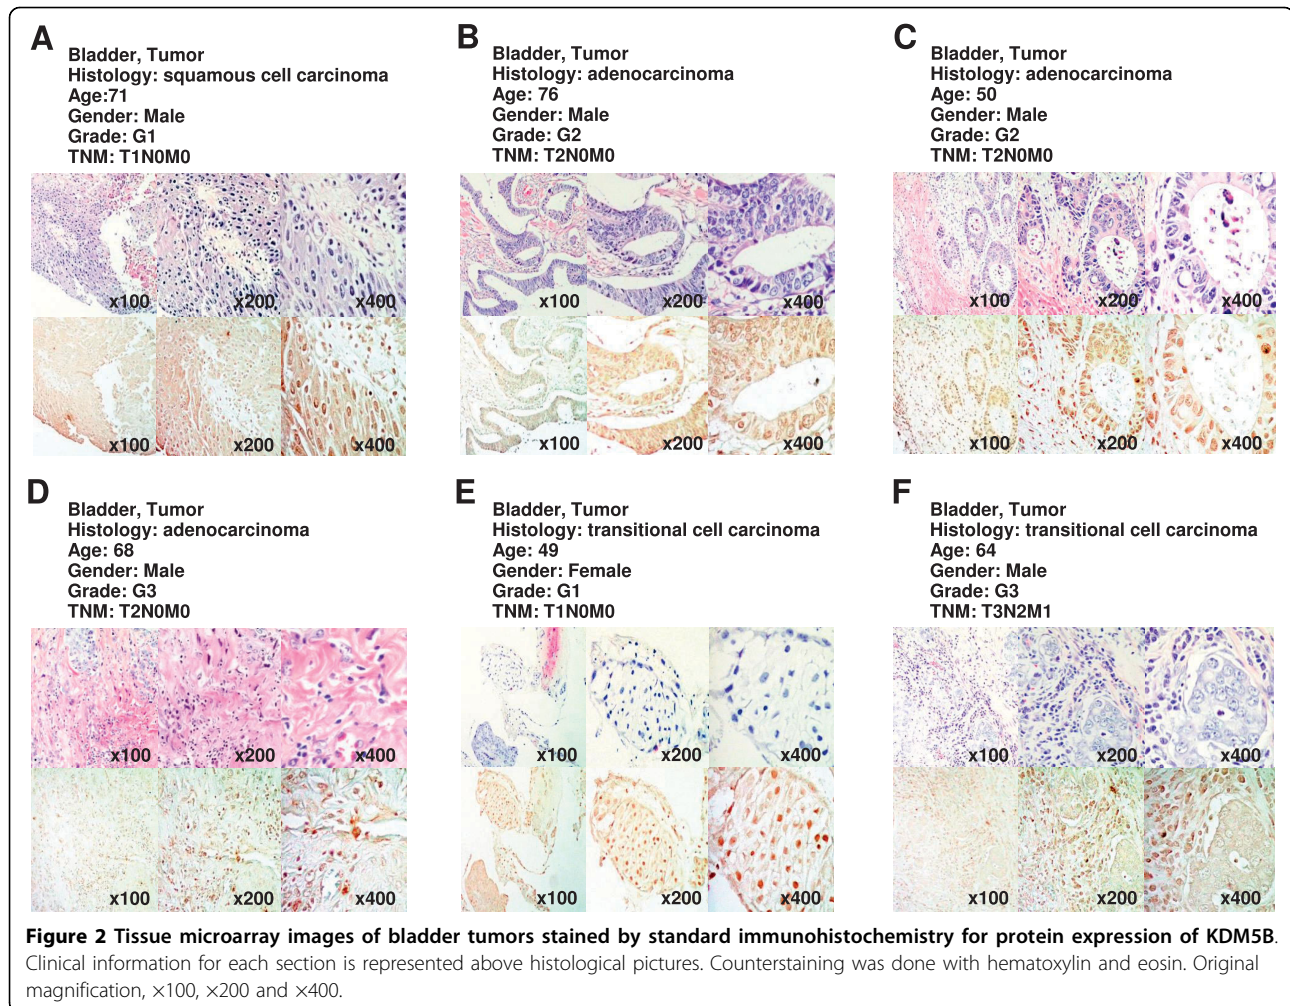 A
Bladder, Tumor
Histology: squamous cell carcinoma
Age:71
Gender: Male
Grade: G1
TNM: T1N0M0
x100
x200
x400
x100
x200
x400
B
Bladder, Tumor
Histology: adenocarcinoma
Age: 76
Gender: Male
Grade: G2
TNM: T2N0M0
x100
x200
x400
x100
x200
x400
C
Bladder, Tumor
Histology: adenocarcinoma
Age: 50
Gender: Male
Grade: G2
TNM: T2N0M0
x100
x200
x400
x100
x200
x400
D
Bladder, Tumor
Histology: adenocarcinoma
Age: 68
Gender: Male
Grade: G3
TNM: T2N0M0
x100
x200
x400
x100
x200
x400
E
Bladder, Tumor
Histology: transitional cell carcinoma
Age: 49
Gender: Female
Grade: G1
TNM: T1N0M0
x100
x200
x400
x100
x200
x400
F
Bladder, Tumor
Histology: transitional cell carcinoma
Age: 64
Gender: Male
Grade: G3
TNM: T3N2M1
x100
x200
x400
x100
x200
x400
Figure 2 Tissue microarray images of bladder tumors stained by standard immunohistochemistry for protein expression of KDM5B.
Clinical information for each section is represented above histological pictures. Counterstaining was done with hematoxylin and eosin. Original
magnification, ×100, ×200 and ×400.